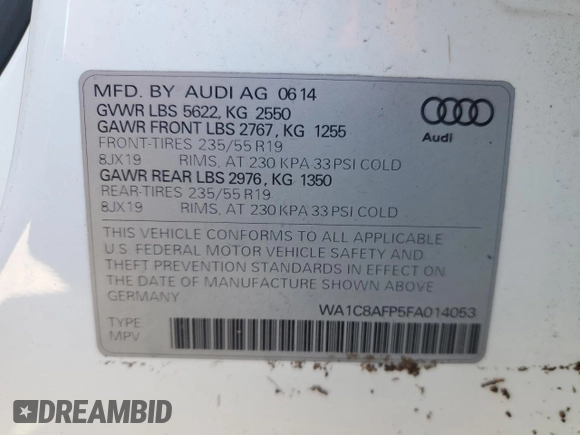 MFD. BY AUDI AG 06 14
GVWR LBS 5622, KG 2550
GAWR FRONT LBS 2767, KG 1255
FRONT-TIRES 235/55 R19
8JX19 RIMS, AT 230 KPA 33 PSI COLD
GAWR REAR LBS 2976, KG 1350
REAR-TIRES 235/55 R19
8JX19 RIMS, AT 230 KPA 33 PSI COLD
Audi
THIS VEHICLE CONFORMS TO ALL APPLICABLE
U.S. FEDERAL MOTOR VEHICLE SAFETY AND
THEFT PREVENTION STANDARDS IN EFFECT ON
THE DATE OF MANUFACTURE SHOWN ABOVE
GERMANY
WA1C8AFP5FA014053
TYPE
MPV
DREAMBID